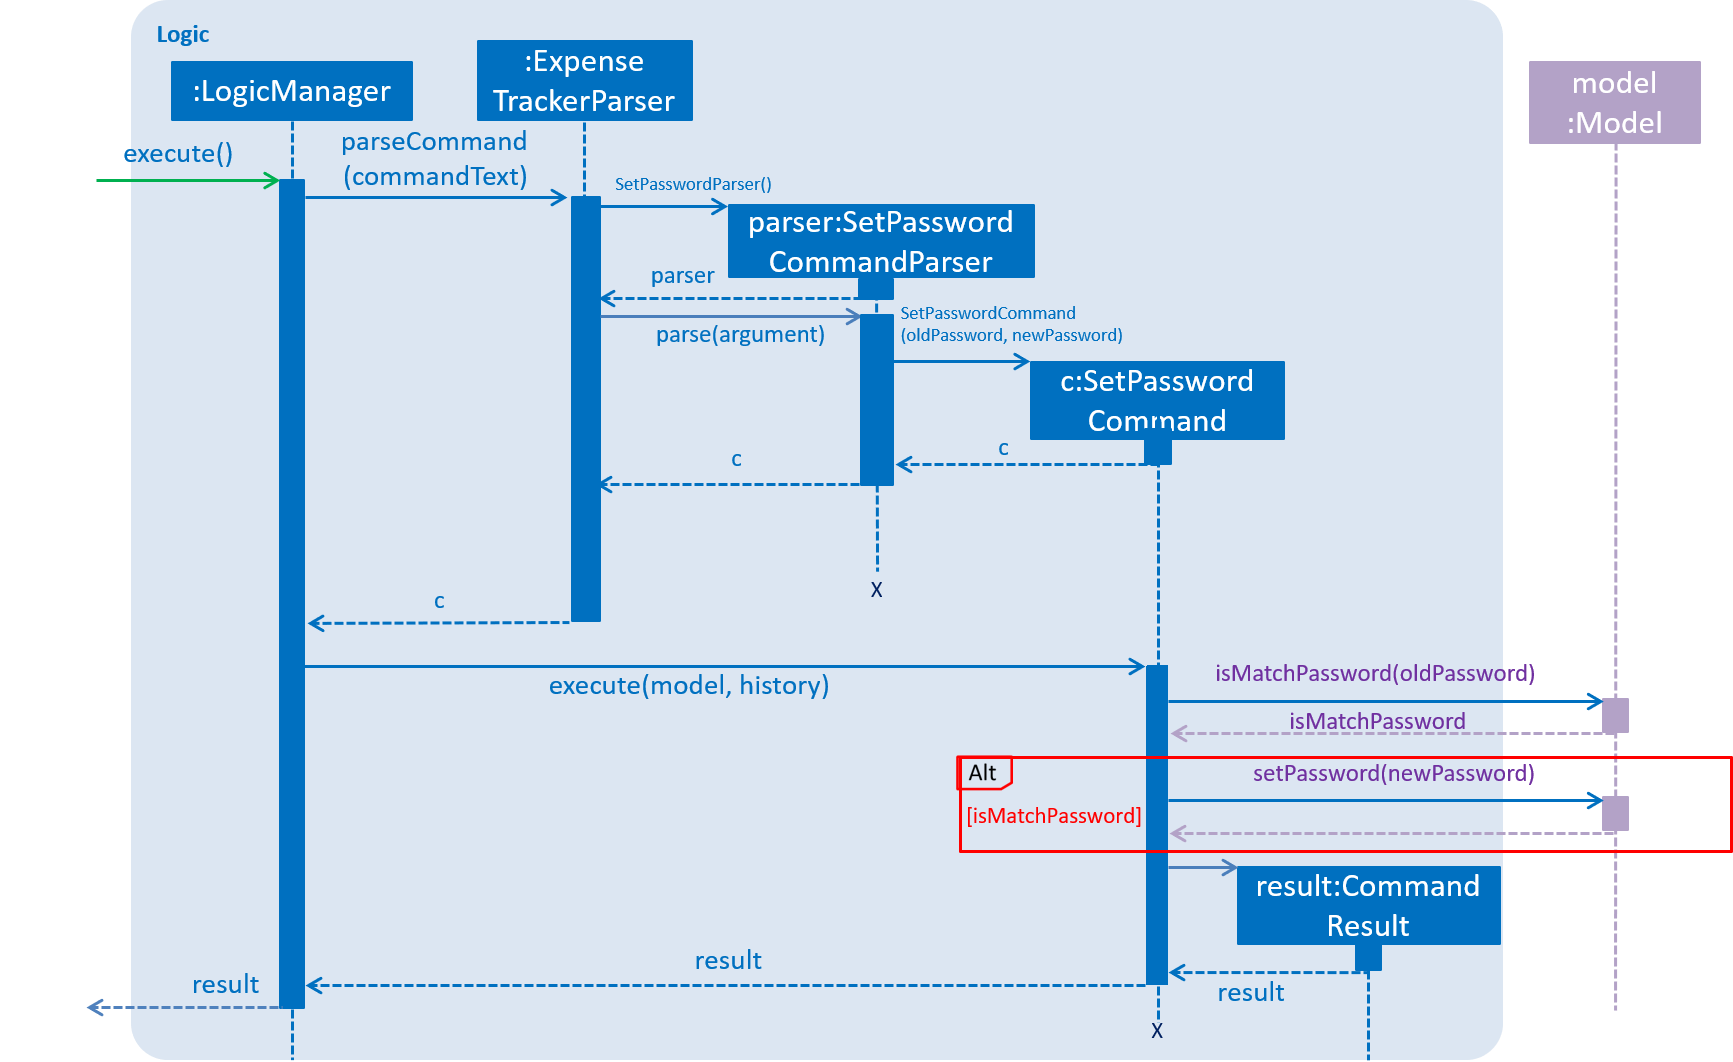 Logic
:LogicManager
:Expense
TrackerParser
model
:Model
execute()
parseCommand
(commandText)
SetPasswordParser()
parser:SetPassword
CommandParser
parser
parse(argument)
SetPasswordCommand
(oldPassword, newPassword)
c:SetPassword
Command
c
c
X
c
execute(model, history)
isMatchPassword(oldPassword)
isMatchPassword
Alt
setPassword(newPassword)
[isMatchPassword]
result:Command
Result
result
result
result
X